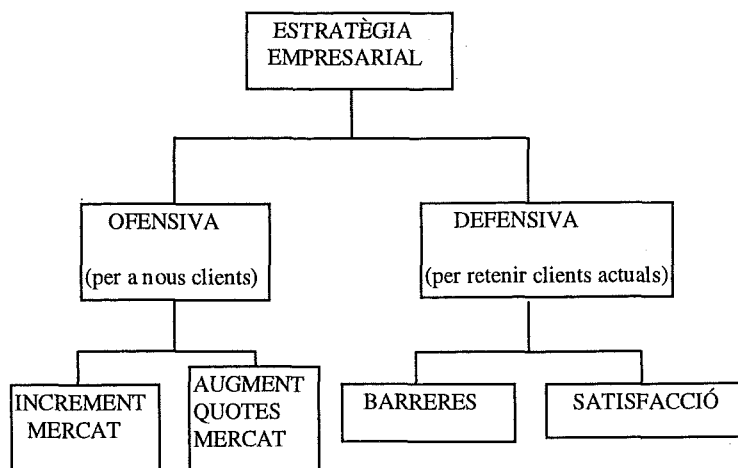 ESTRATÈGIA
EMPRESARIAL
OFENSIVA
(per a nous clients)
DEFENSIVA
(per retenir clients actuals)
INCREMENT
MERCAT
AUGMENT
QUOTES
MERCAT
BARRERES
SATISFACCIÓ